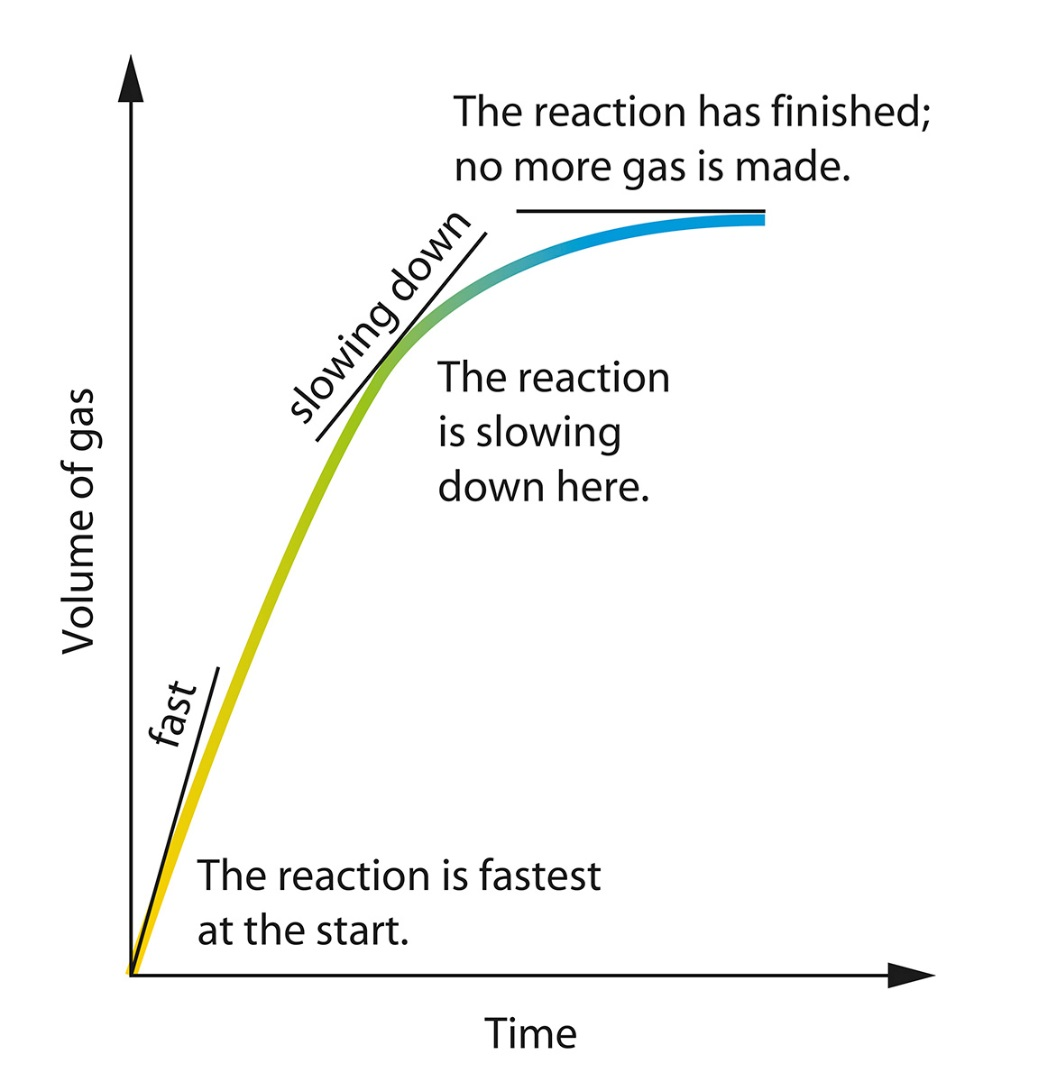 The reaction has finished;
no more gas is made.
slowing down
The reaction
is slowing
down here.
Volume of gas
fast
The reaction is fastest
at the start.
Time